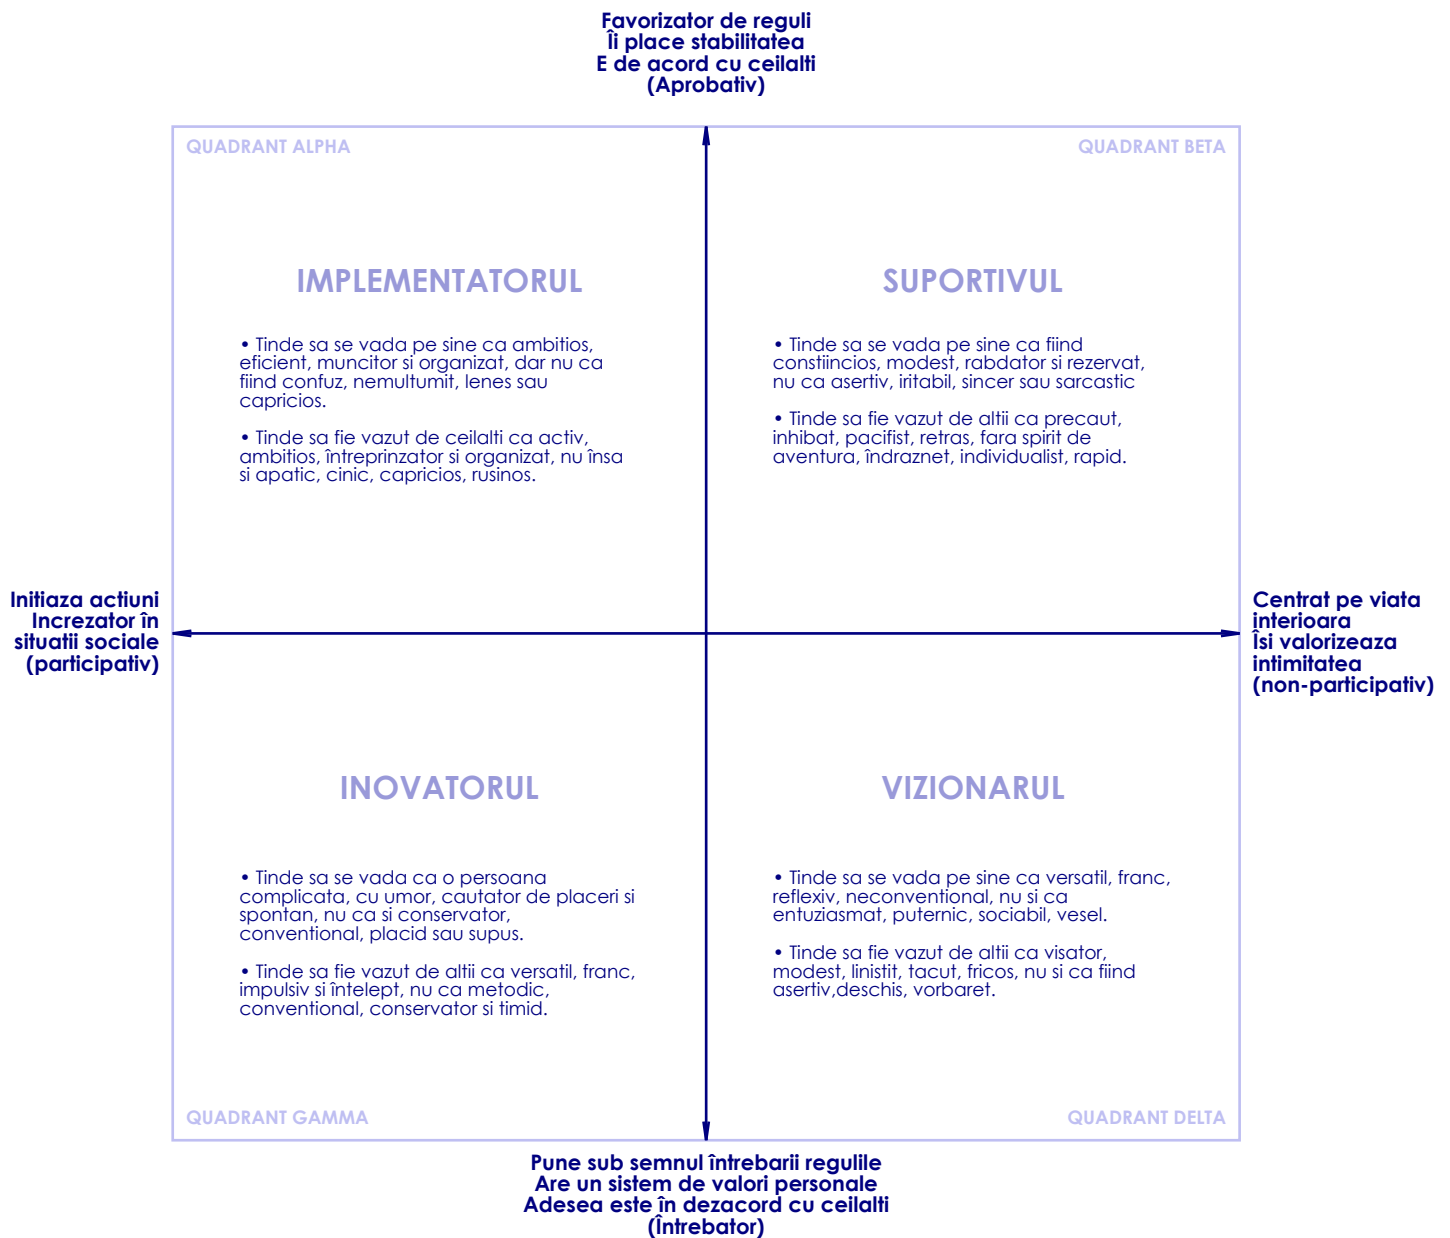 Favorizator de reguli
Îi place stabilitatea
E de acord cu ceilalti
(Aprobativ)
QUADRANT ALPHA
QUADRANT BETA
IMPLEMENTATORUL
• Tinde sa se vada pe sine ca ambitios,
eficient, muncitor si organizat, dar nu ca
fiind confuz, nemultumit, lenes sau
capricios.
• Tinde sa fie vazut de ceilalti ca activ,
ambitios, întreprinzator si organizat, nu însa
si apatic, cinic, capricios, rusinos.
SUPORTIVUL
• Tinde sa se vada pe sine ca fiind
constiincios, modest, rabdator si rezervat,
nu ca asertiv, iritabil, sincer sau sarcastic
• Tinde sa fie vazut de altii ca precaut,
inhibat, pacifist, retras, fara spirit de
aventura, îndraznet, individualist, rapid.
Initiaza actiuni
Increzator în
situatii sociale
(participativ)
Centrat pe viata
interioara
Îsi valorizeaza
intimitatea
(non-participativ)
INOVATORUL
• Tinde sa se vada ca o persoana
complicata, cu umor, cautator de placeri si
spontan, nu ca si conservator,
conventional, placid sau supus.
• Tinde sa fie vazut de altii ca versatil, franc,
impulsiv si întelept, nu ca metodic,
conventional, conservator si timid.
VIZIONARUL
• Tinde sa se vada pe sine ca versatil, franc,
reflexiv, neconventional, nu si ca
entuziasmat, puternic, sociabil, vesel.
• Tinde sa fie vazut de altii ca visator,
modest, linistit, tacut, fricos, nu si ca fiind
asertiv,deschis, vorbaret.
QUADRANT GAMMA
QUADRANT DELTA
Pune sub semnul întrebarii regulile
Are un sistem de valori personale
Adesea este în dezacord cu ceilalti
(Întrebator)